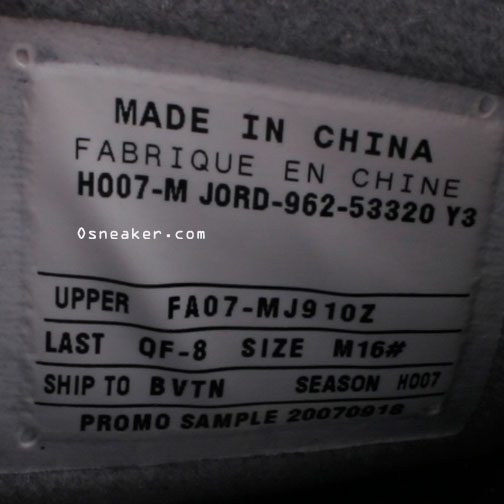 MADE IN CHINA
FABRIQUE EN CHINE
H007-M JORD-962-53320 Y3
Osneaker.com
UPPER FA07-MJ910Z
LAST QF-8 SIZE M16#
SHIP TO BVTN SEASON H007
PROMO SAMPLE 20070918